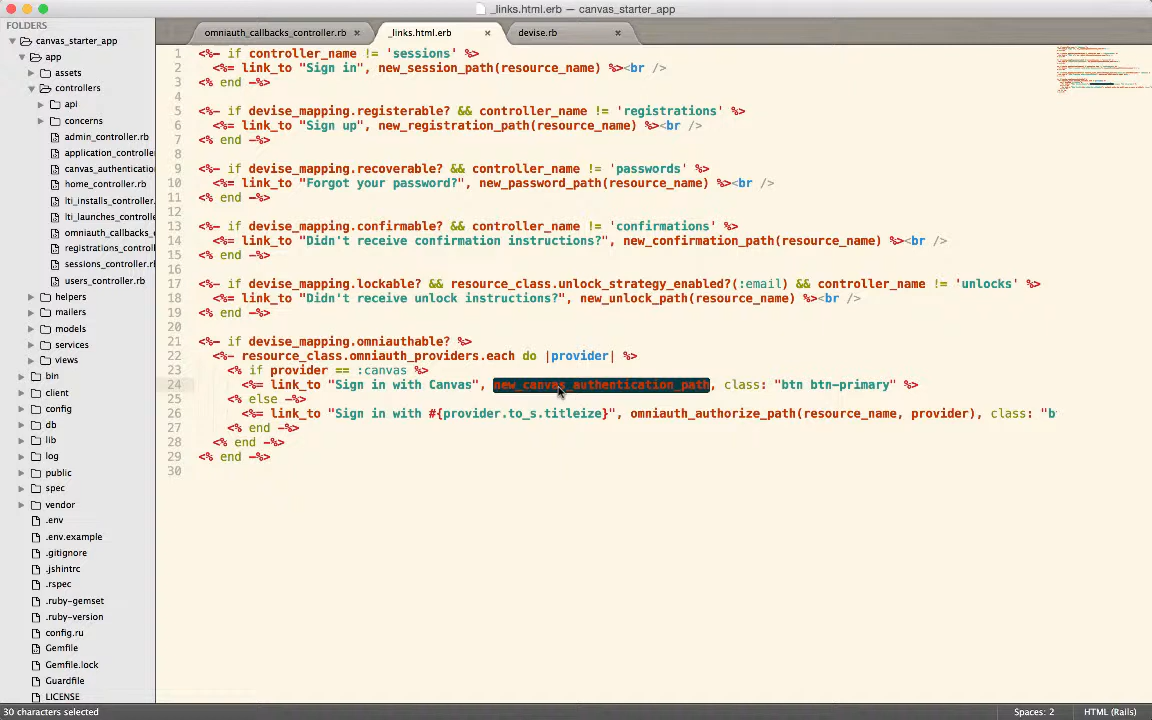 _links.html.erb — canvas_starter_app
FOLDERS
canvas_starter_app
app
assets
controllers
api
concerns
admin_controller.rb
application_controlle
canvas_authenticatio
home_controller.rb
lti_installs_controller.
lti_launches_controlle
omniauth_callbacks_c
registrations_control
sessions_controller.rb
users_controller.rb
helpers
mailers
models
services
views
bin
client
config
db
lib
log
public
spec
vendor
.env
.env.example
.gitignore
.jshintrc
.rspec
.ruby-gemset
.ruby-version
config.ru
Gemfile
Gemfile.lock
Guardfile
LICENSE
omniauth_callbacks_controller.rb ×
_links.html.erb ×
devise.rb ×
1 <%- if controller_name != 'sessions' %>
2 <%= link_to "Sign in", new_session_path(resource_name) %><br />
3 <% end -%>
4
5 <%- if devise_mapping.registerable? && controller_name != 'registrations' %>
6 <%= link_to "Sign up", new_registration_path(resource_name) %><br />
7 <% end -%>
8
9 <%- if devise_mapping.recoverable? && controller_name != 'passwords' %>
10 <%= link_to "Forgot your password?", new_password_path(resource_name) %><br />
11 <% end -%>
12
13 <%- if devise_mapping.confirmable? && controller_name != 'confirmations' %>
14 <%= link_to "Didn't receive confirmation instructions?", new_confirmation_path(resource_name) %><br />
15 <% end -%>
16
17 <%- if devise_mapping.lockable? && resource_class.unlock_strategy_enabled?(:email) && controller_name != 'unlocks' %>
18 <%= link_to "Didn't receive unlock instructions?", new_unlock_path(resource_name) %><br />
19 <% end -%>
20
21 <%- if devise_mapping.omniauthable? %>
22 <%- resource_class.omniauth_providers.each do |provider| %>
23 <% if provider == :canvas %>
24 <%= link_to "Sign in with Canvas", new_canvas_authentication_path, class: "btn btn-primary" %>
25 <% else -%>
26 <%= link_to "Sign in with #{provider.to_s.titleize}", omniauth_authorize_path(resource_name, provider), class: "b
27 <% end -%>
28 <% end -%>
29 <% end -%>
30
30 characters selected
Spaces: 2
HTML (Rails)